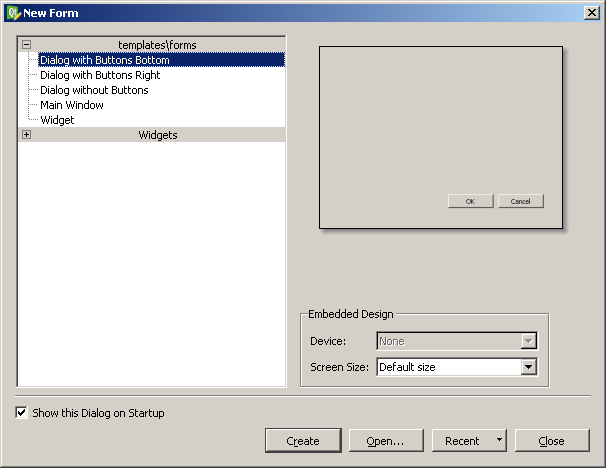 New Form
templates\forms
Dialog with Buttons Bottom
Dialog with Buttons Right
Dialog without Buttons
Main Window
Widget
Widgets
OK Cancel
Embedded Design
Device: None
Screen Size: Default size
Show this Dialog on Startup
Create Open... Recent Close